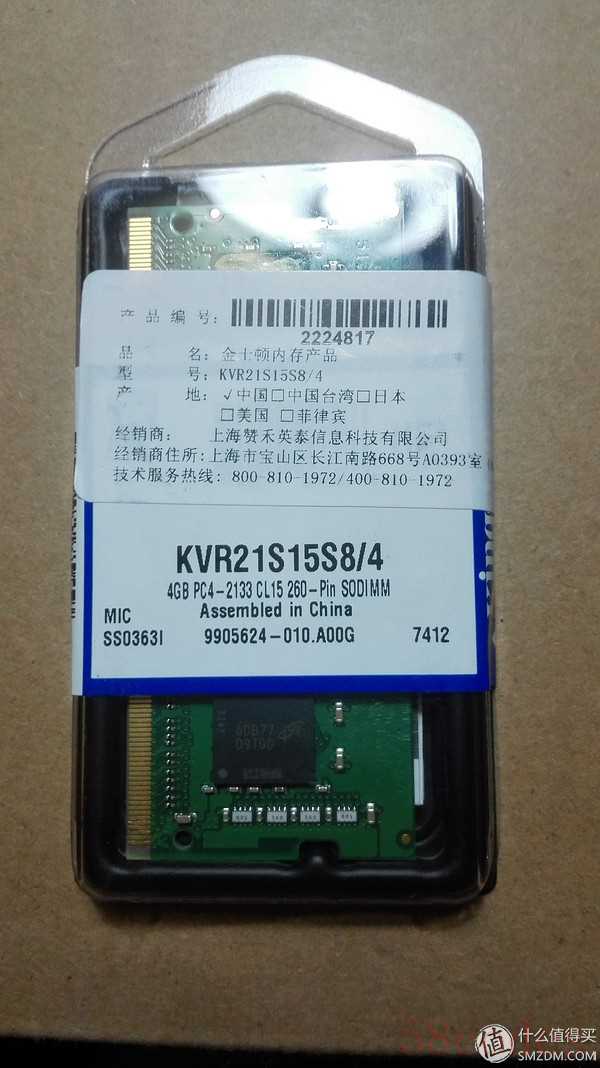 产品编号:
2224817
品 名: 金士顿内存产品
型 号: KVR21S15S8/4
产 地: √中国□中国台湾□日本
□美国 □菲律宾
经销商: 上海赞禾英泰信息科技有限公司
经销商住所: 上海市宝山区长江南路668号A0393室
技术服务热线: 800-810-1972/400-810-1972
KVR21S15S8/4
4GB PC4-2133 CL15 260-Pin SODIMM
Assembled in China
MIC
SS0363I 9905624-010.A00G 7412
6DB77
D9TGG
值 什么值得买
SMZDM.COM